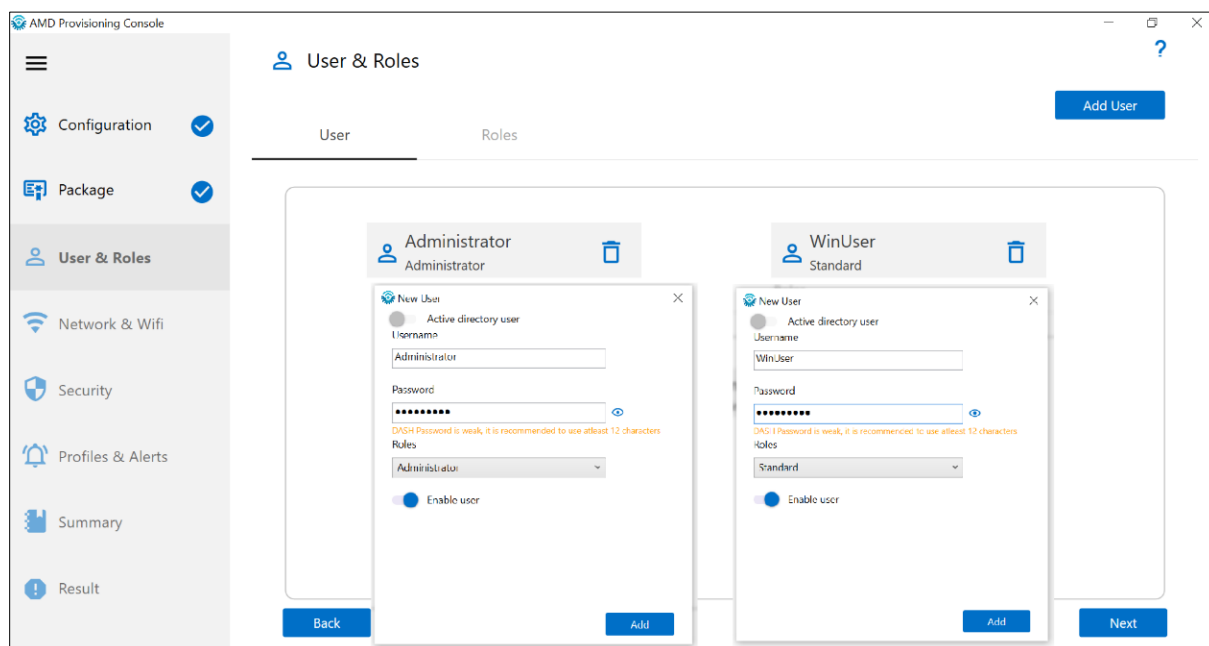 AMD Provisioning Console
User & Roles
?
Add User
Configuration
Package
User & Roles
Network & Wifi
Security
Profiles & Alerts
Summary
Result
User Roles
Administrator
Administrator
WinUser
Standard
New User
Active directory user
Username
Administrator
Password
•••••••••
DASH Password is weak, it is recommended to use atleast 12 characters
Roles
Administrator
Enable user
Add
New User
Active directory user
Username
WinUser
Password
•••••••••
DASH Password is weak, it is recommended to use atleast 12 characters
Roles
Standard
Enable user
Add
Back
Next